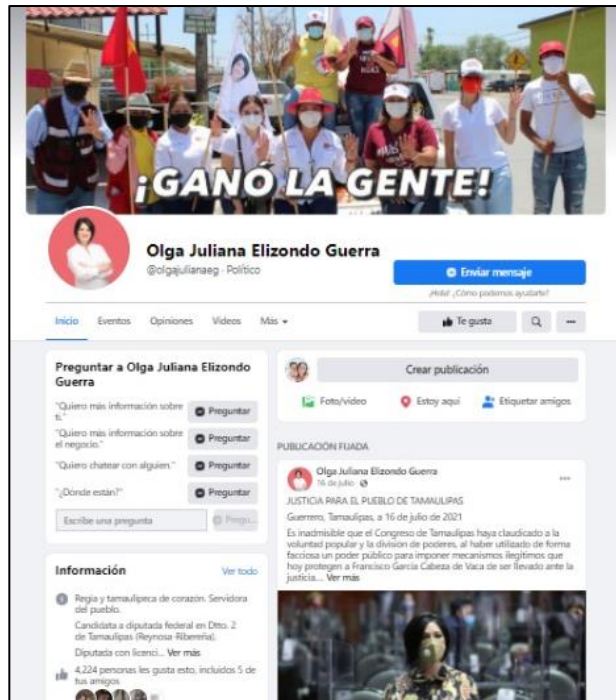 ¡GANÓ LA GENTE!
Olga Juliana Elizondo Guerra
@olgajulianaeg · Político
Enviar mensaje
¡Hola! ¿Cómo podemos ayudarte?
Inicio Eventos Opiniones Videos Más
Te gusta
Preguntar a Olga Juliana Elizondo
Guerra
"Quiero más información sobre
ti."
Preguntar
"Quiero más información sobre
el negocio."
Preguntar
"Quiero chatear con alguien."
Preguntar
"¿Dónde están?"
Preguntar
Escribe una pregunta
Pregu...
Información
Ver todo
Regia y tamaulipeca de corazón. Servidora
del pueblo.
Candidata a diputada federal en Dtto. 2
de Tamaulipas (Reynosa-Ribereña).
Diputada con licenci... Ver más
4,224 personas les gusta esto, incluidos 5 de
tus amigos
Crear publicación
Foto/video Estoy aquí Etiquetar amigos
PUBLICACIÓN FIJADA
Olga Juliana Elizondo Guerra
16 de julio
JUSTICIA PARA EL PUEBLO DE TAMAULIPAS
Guerrero, Tamaulipas, a 16 de julio de 2021
Es inadmisible que el Congreso de Tamaulipas haya claudicado a la
voluntad popular y la división de poderes, al haber utilizado de forma
facciosa un poder público para imponer mecanismos ilegítimos que
hoy protegen a Francisco García Cabeza de Vaca de ser llevado ante la
justicia... Ver más